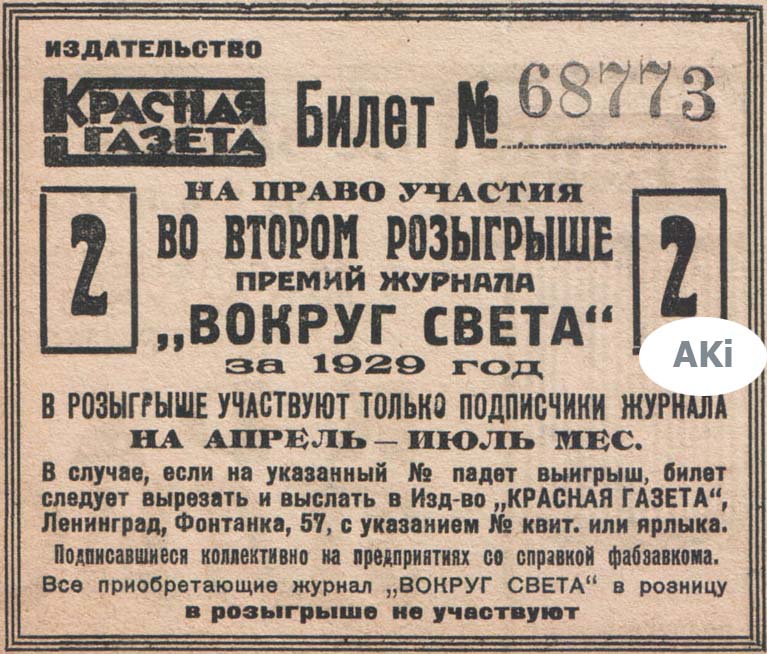 ИЗДАТЕЛЬСТВО
КРАСНАЯ
ГАЗЕТА
Билет № 68773
НА ПРАВО УЧАСТИЯ
2 ВО ВТОРОМ РОЗЫГРЫШЕ 2
ПРЕМИЙ ЖУРНАЛА
„ВОКРУГ СВЕТА“
за 1929 год
AKi
В РОЗЫГРЫШЕ УЧАСТВУЮТ ТОЛЬКО ПОДПИСЧИКИ ЖУРНАЛА
НА АПРЕЛЬ – ИЮЛЬ МЕС.
В случае, если на указанный № падет выигрыш, билет
следует вырезать и выслать в Изд-во „КРАСНАЯ ГАЗЕТА“,
Ленинград, Фонтанка, 57, с указанием № квит. или ярлыка.
Подписавшиеся коллективно на предприятиях со справкой фабзавкома.
Все приобретающие журнал „ВОКРУГ СВЕТА“ в розницу
в розыгрыше не участвуют